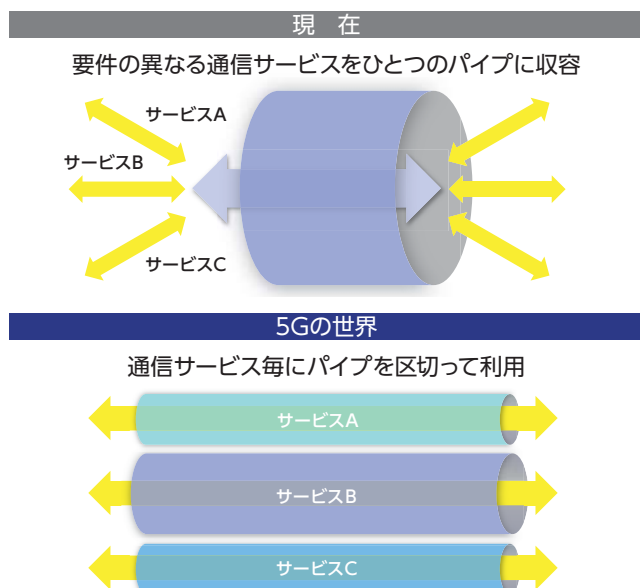 現 在
要件の異なる通信サービスをひとつのパイプに収容
サービスA
サービスB
サービスC
5Gの世界
通信サービス毎にパイプを区切って利用
サービスA
サービスB
サービスC